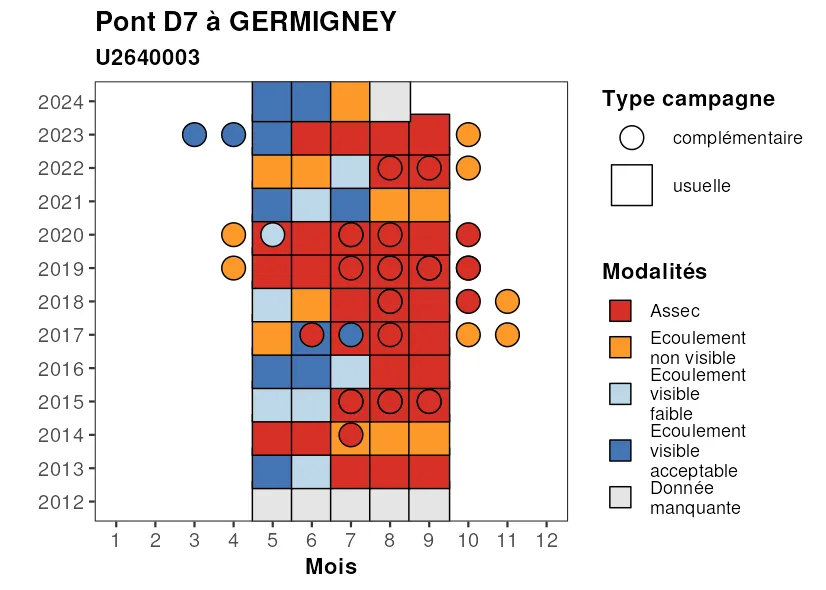 Pont D7 à GERMIGNEY
U2640003
2024
2023
2022
2021
2020
2019
2018
2017
2016
2015
2014
2013
2012
1 2 3 4 5 6 7 8 9 10 11 12
Mois
Type campagne
complémentaire
usuelle
Modalités
Assec
Ecoulement
non visible
Ecoulement
visible
faible
Ecoulement
visible
acceptable
Donnée
manquante